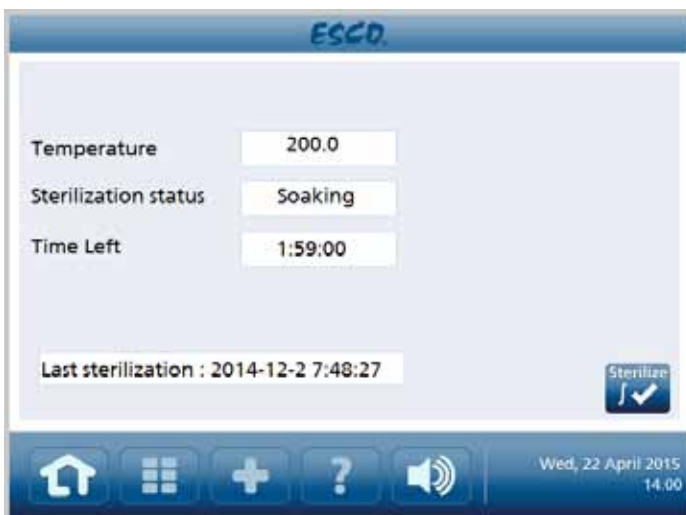 ESCO
Temperature 200.0
Sterilization status Soaking
Time Left 1:59:00
Last sterilization : 2014-12-2 7:48:27
Sterilize
Wed, 22 April 2015
14.00